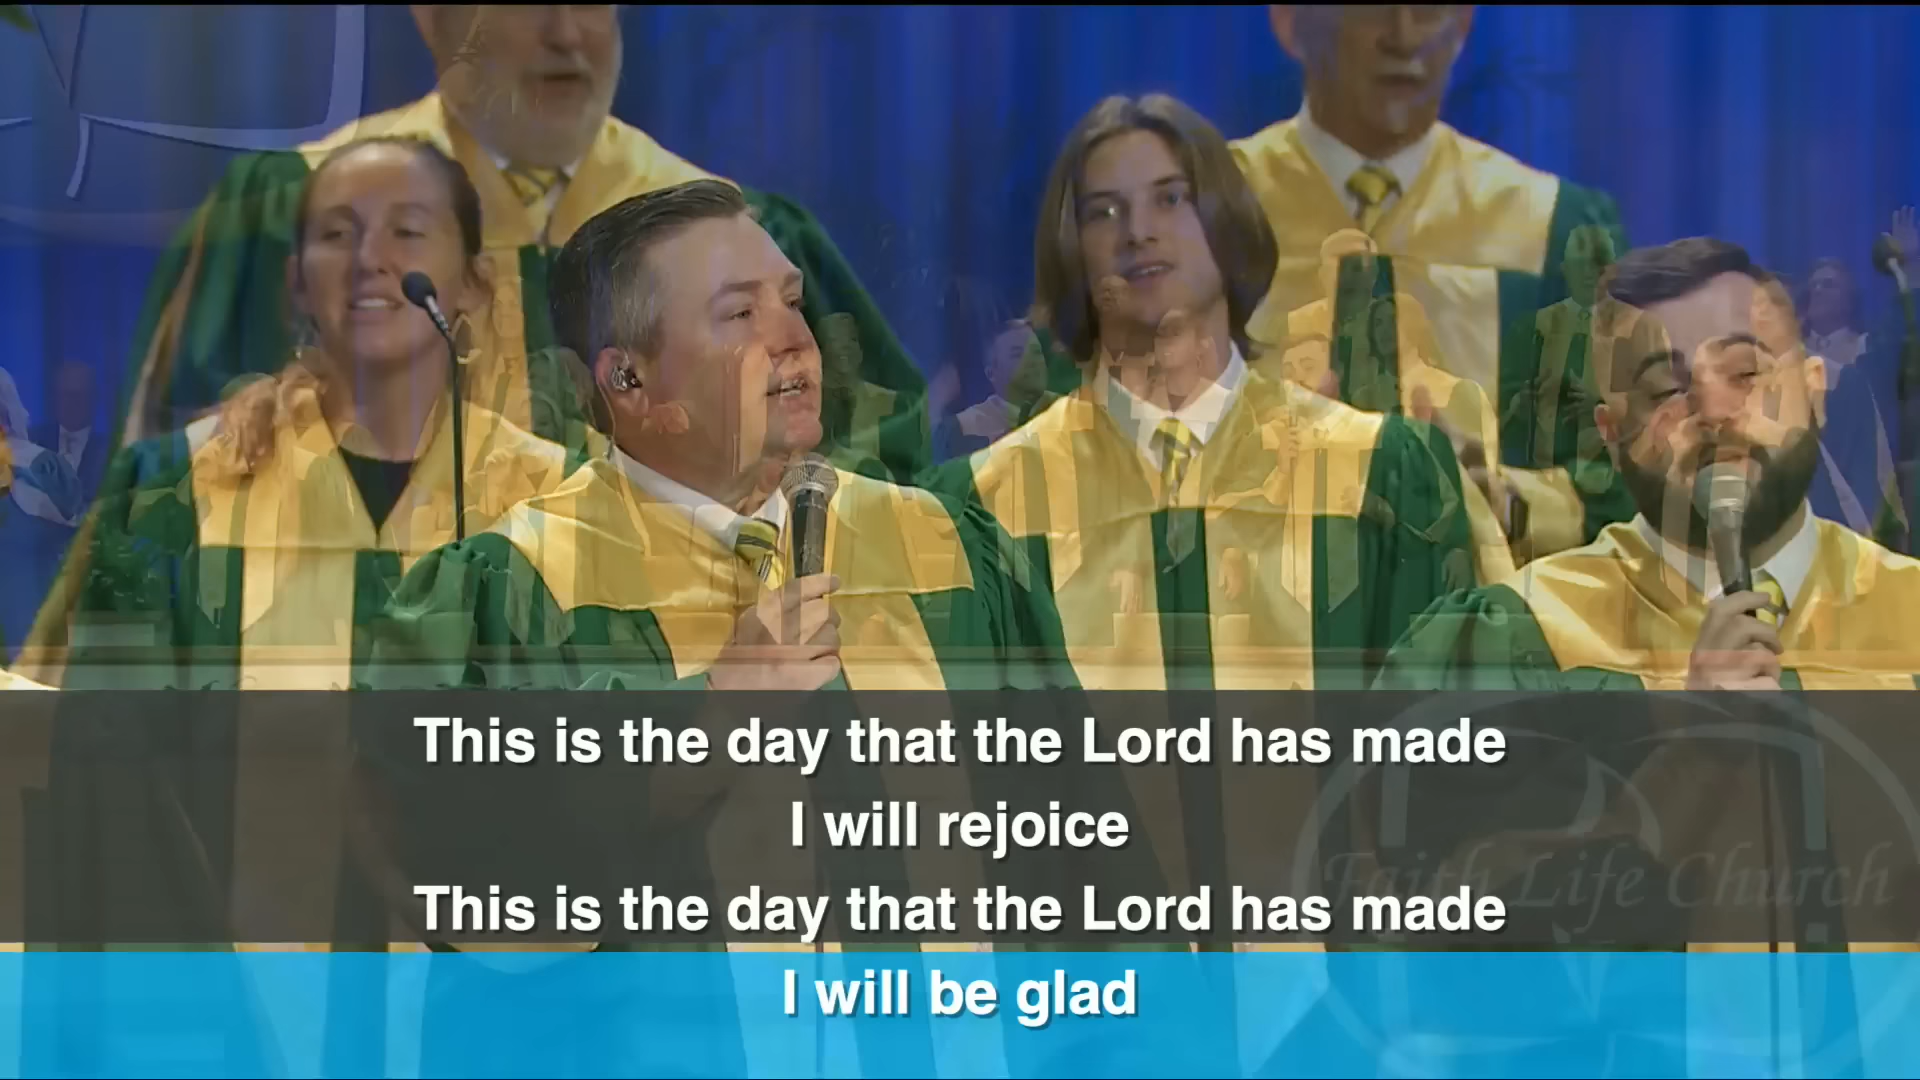 This is the day that the Lord has made
I will rejoice
This is the day that the Lord has made
I will be glad
Faith Life Church